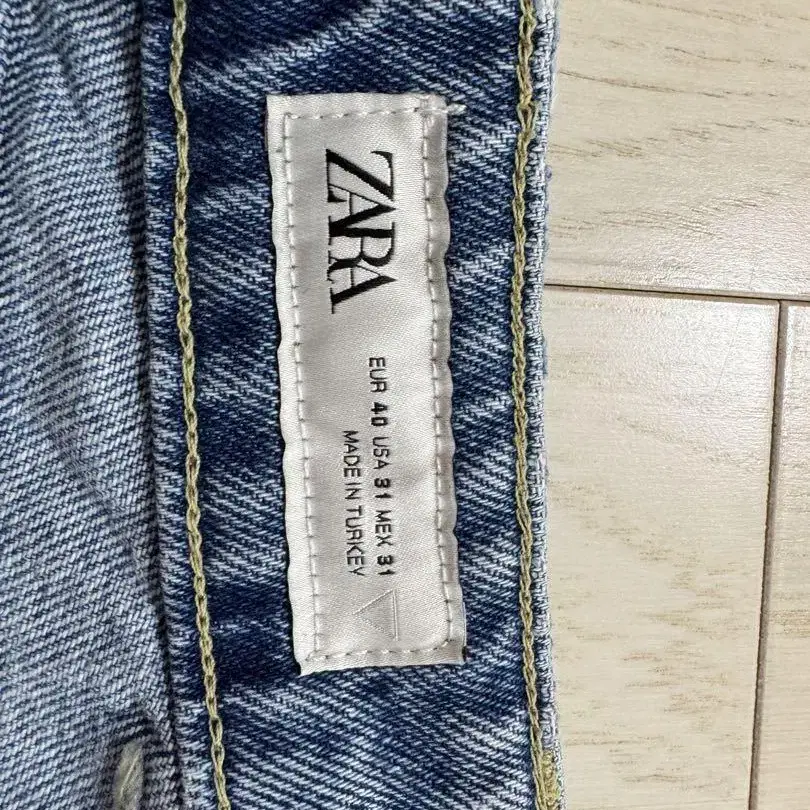 ZARA
EUR 40 USA 31 MEX 31
MADE IN TURKEY